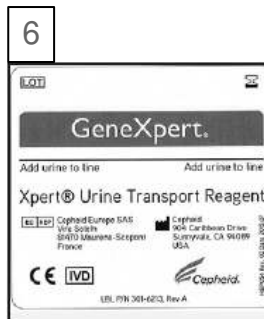 6
LOT
GeneXpert®
Add urine to line Add urine to line
Xpert® Urine Transport Reagent
EC REP Cepheid Europe SAS
Vira Solelh
81470 Maurens-Scopont
France
Cepheid
904 Caribbean Drive
Sunnyvale, CA 94089
USA
CE IVD
Cepheid.
LBL P/N 301-6213, Rev A